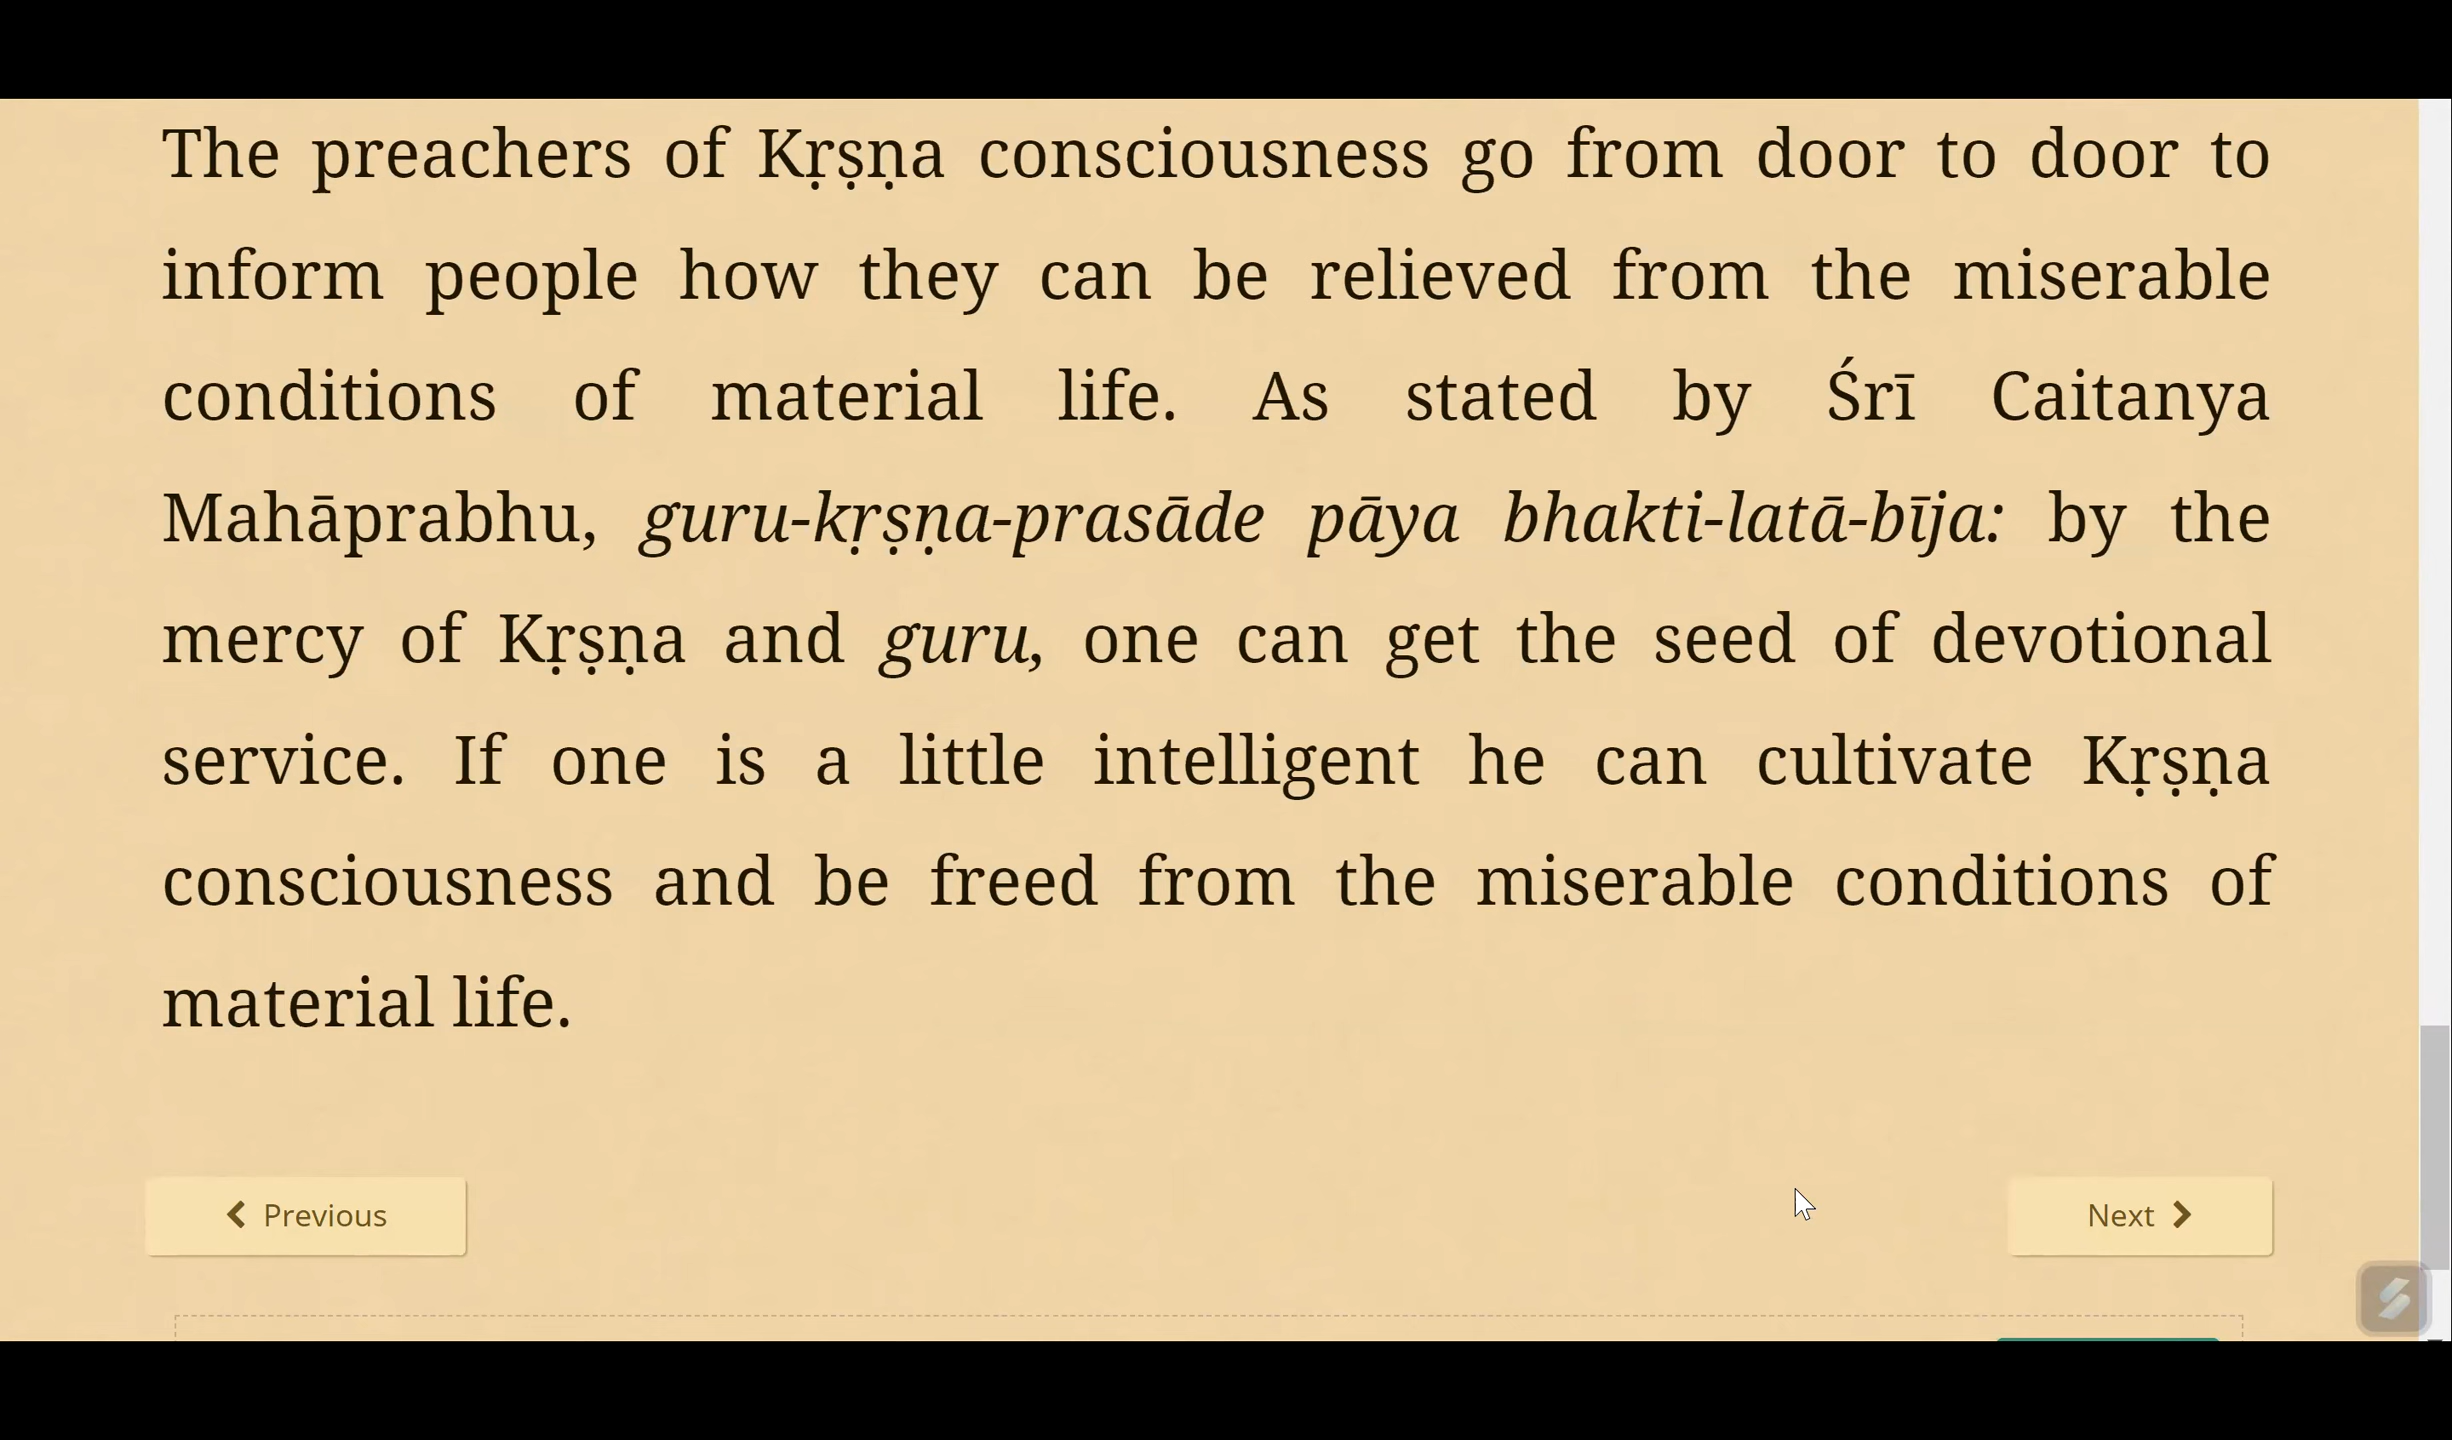 The preachers of Kṛṣṇa consciousness go from door to door to
inform people how they can be relieved from the miserable
conditions of material life. As stated by Śrī Caitanya
Mahāprabhu, guru-kṛṣṇa-prasāde pāya bhakti-latā-bīja: by the
mercy of Kṛṣṇa and guru, one can get the seed of devotional
service. If one is a little intelligent he can cultivate Kṛṣṇa
consciousness and be freed from the miserable conditions of
material life.
Previous
Next